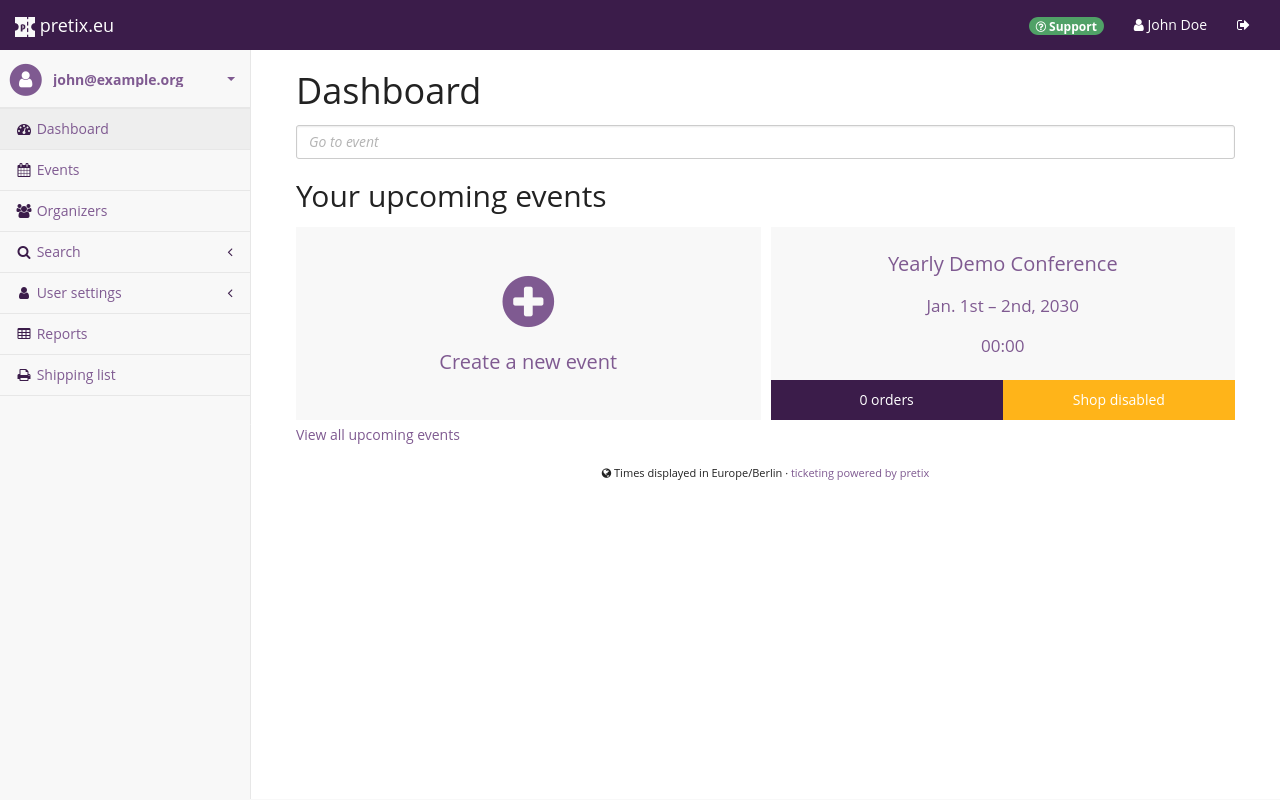 pretix.eu
Support
John Doe
john@example.org
Dashboard
Events
Organizers
Search
User settings
Reports
Shipping list
Dashboard
Go to event
Your upcoming events
Create a new event
Yearly Demo Conference
Jan. 1st – 2nd, 2030
00:00
0 orders
Shop disabled
View all upcoming events
Times displayed in Europe/Berlin · ticketing powered by pretix